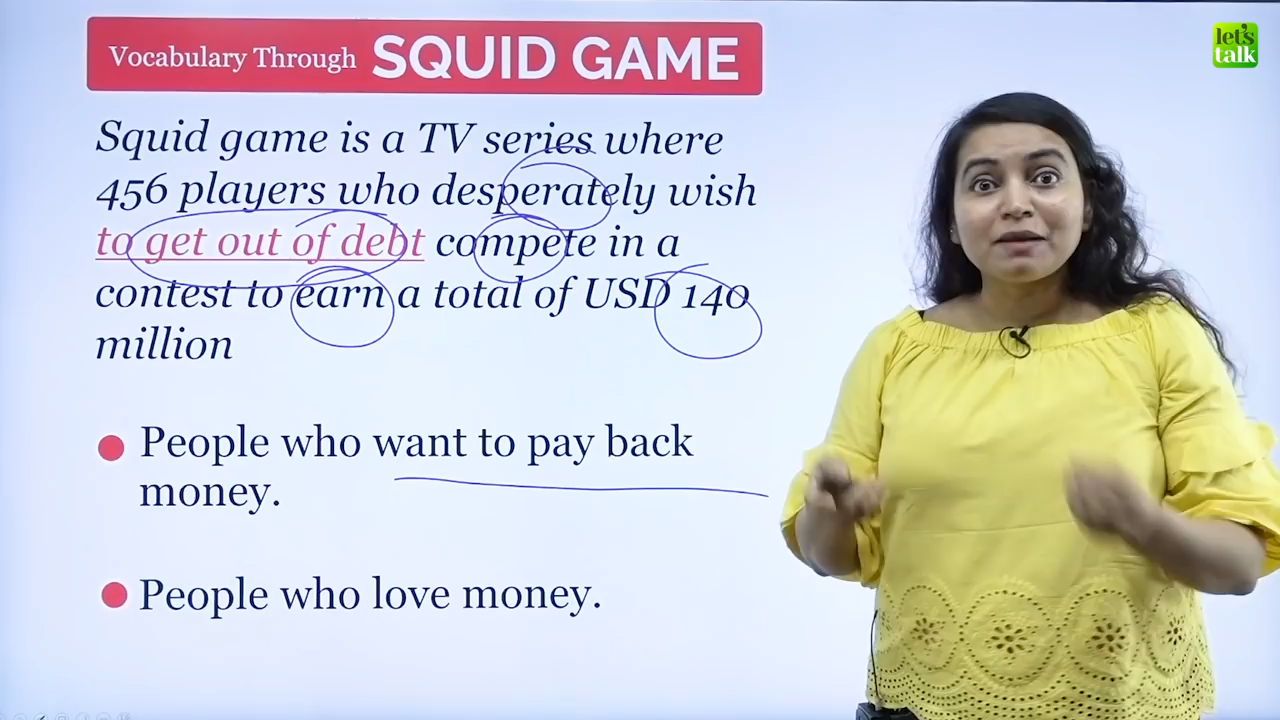 Vocabulary Through SQUID GAME
let's
talk
Squid game is a TV series where
456 players who desperately wish
to get out of debt compete in a
contest to earn a total of USD 140
million
People who want to pay back
money.
People who love money.